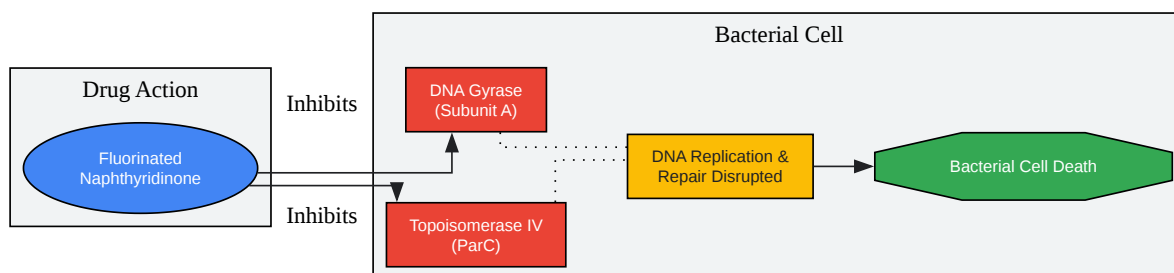 Drug Action
Fluorinated
Naphthyridinone
Inhibits
Inhibits
Bacterial Cell
DNA Gyrase
(Subunit A)
Topoisomerase IV
(ParC)
DNA Replication &
Repair Disrupted
Bacterial Cell Death